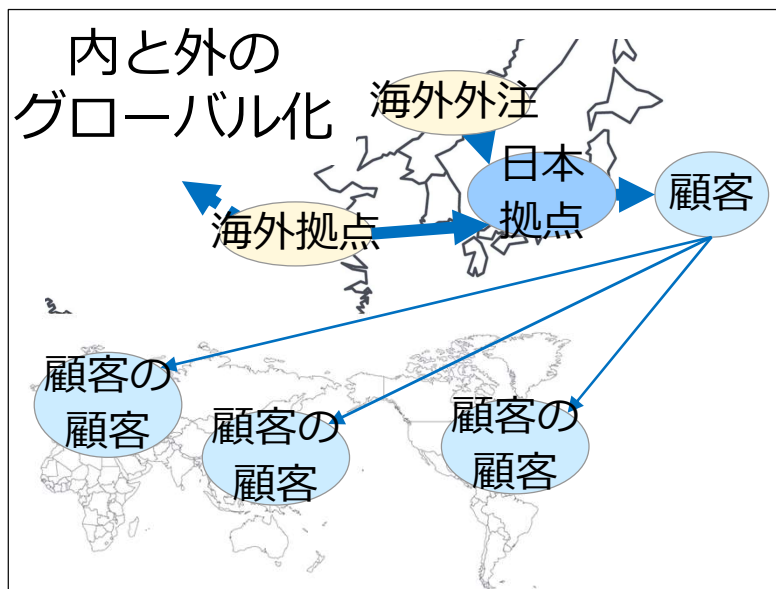 内と外の
グローバル化
海外外注
日本
拠点
顧客
海外拠点
顧客の
顧客
顧客の
顧客
顧客の
顧客